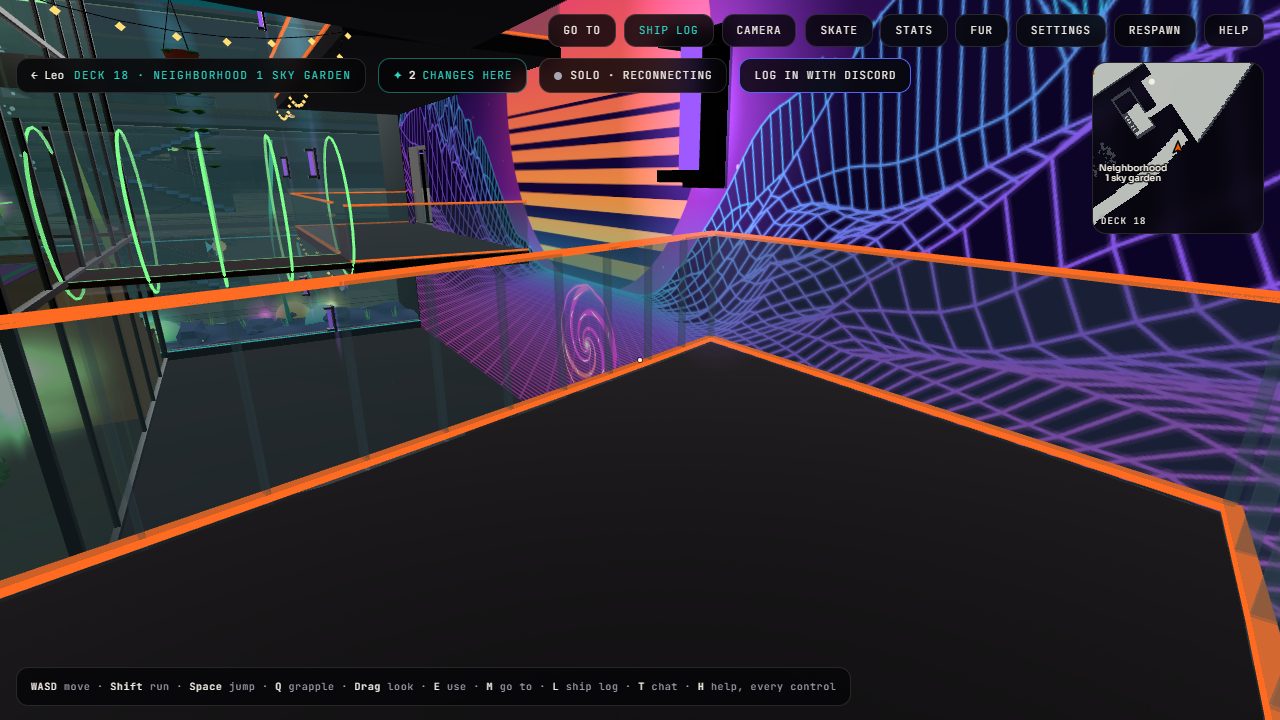 GO TO
SHIP LOG
CAMERA
SKATE
STATS
FUR
SETTINGS
RESPAWN
HELP
← Leo DECK 18 · NEIGHBORHOOD 1 SKY GARDEN
✦ 2 CHANGES HERE
SOLO · RECONNECTING
LOG IN WITH DISCORD
Neighborhood
1 sky garden
DECK 18
WASD move · Shift run · Space jump · Q grapple · Drag look · E use · M go to · L ship log · T chat · H help, every control